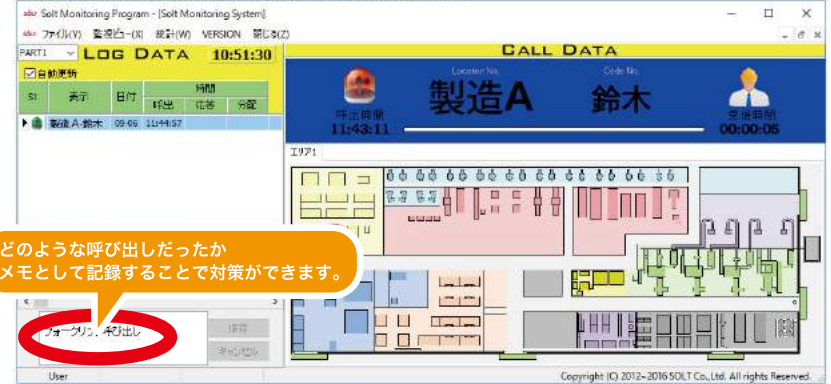 Solt Monitoring Program - [Solt Monitoring System]
ファイル(Y) 監視ビュー(X) 統計(W) VERSION 閉じる(Z)
PART1 LOG DATA 10:51:30
自動更新
St 表示 日付 時間
呼出 応答 分配
製造A-鈴木 09-06 11:44:57
CALL DATA
Location No. Code No.
製造A 鈴木
呼出時間 受信時間
11:43:11 00:00:05
エリア1
どのような呼び出しだったか
メモとして記録することで対策ができます。
フォークリフト呼び出し
キャンセル
User
Copyright (C) 2012-2016 SOLT Co.,Ltd. All rights Reserved.